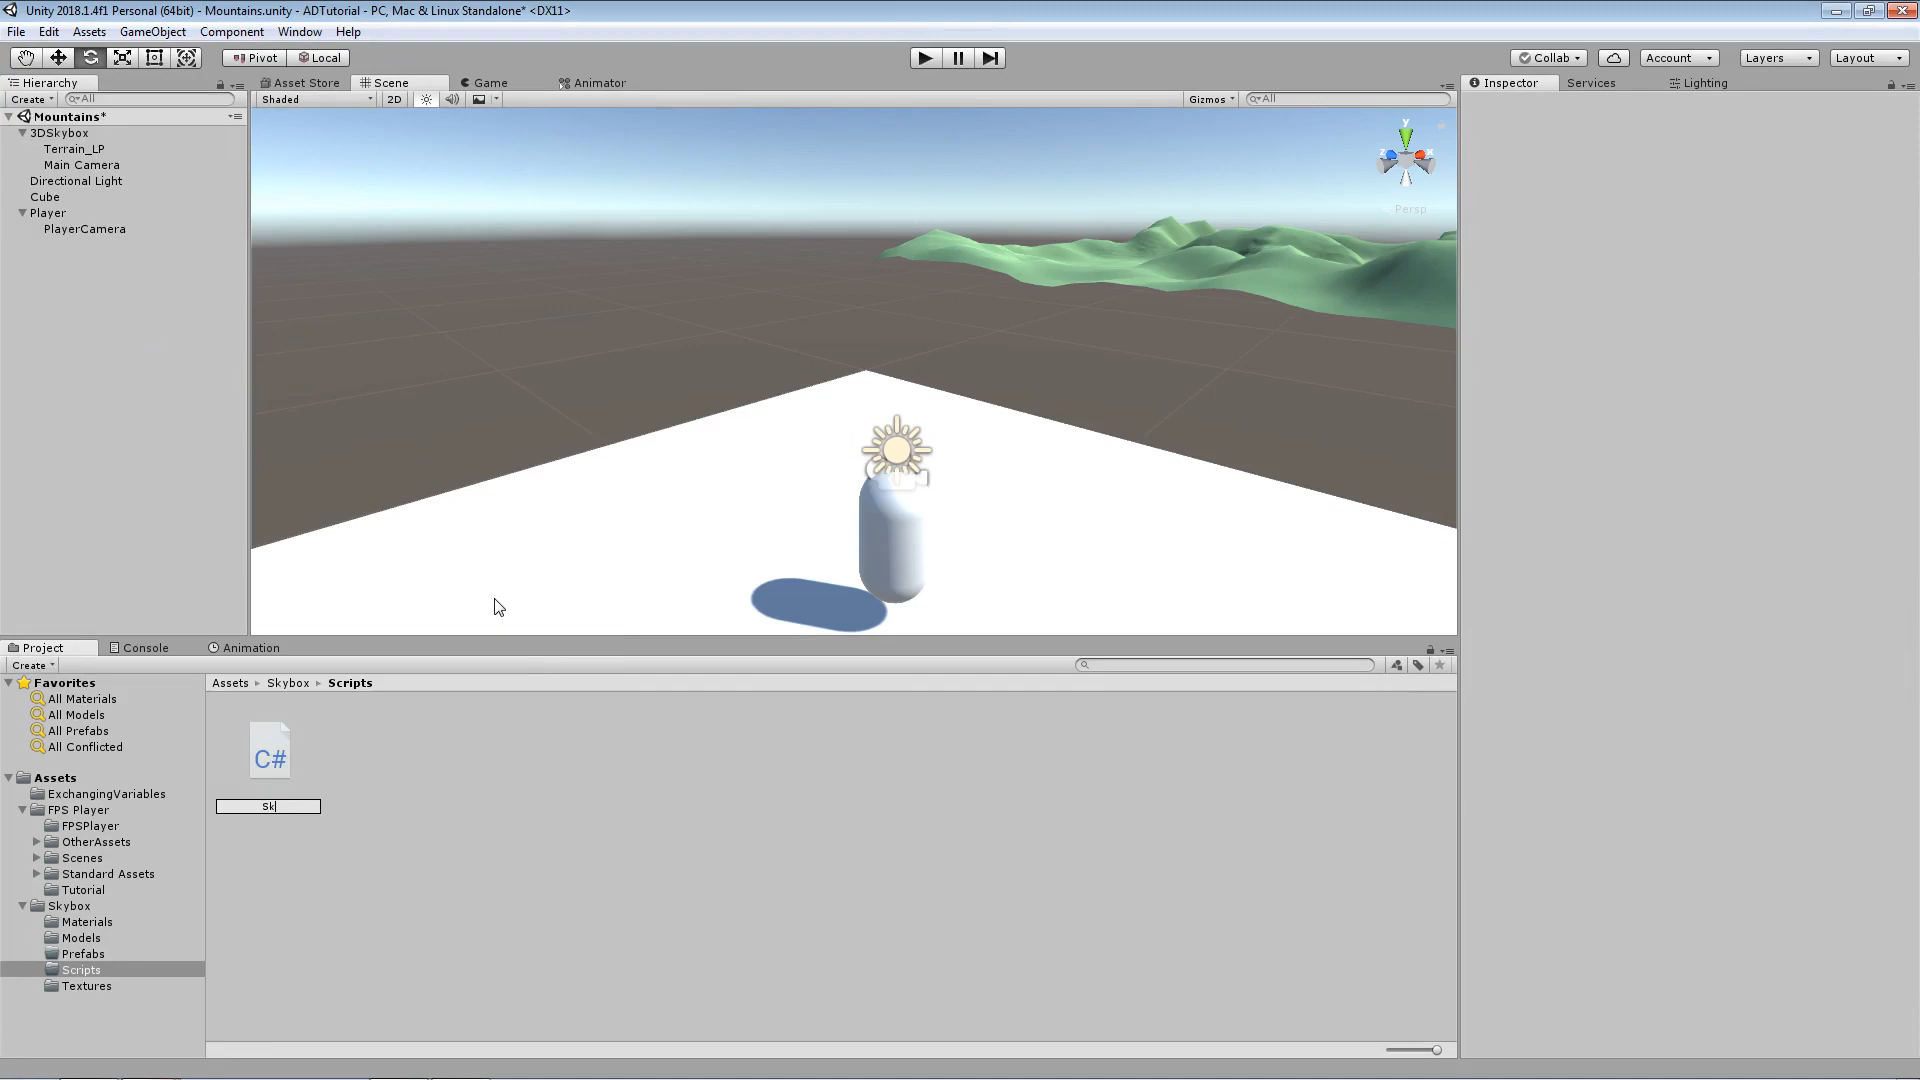 Unity 2018.1.4f1 Personal (64bit) - Mountains.unity - ADTutorial - PC, Mac & Linux Standalone* <DX11>
File Edit Assets GameObject Component Window Help
Pivot Local Collab Account Layers Layout
Hierarchy Asset Store Scene Game Animator Inspector Services Lighting
Create All Shaded 2D Gizmos All
Mountains*
3DSkybox
Terrain_LP
Main Camera
Directional Light
Cube
Player
PlayerCamera
y
z x
Persp
Project Console Animation
Create
Favorites
All Materials
All Models
All Prefabs
All Conflicted
Assets
ExchangingVariables
FPS Player
FPSPlayer
OtherAssets
Scenes
Standard Assets
Tutorial
Skybox
Materials
Models
Prefabs
Scripts
Textures
Assets Skybox Scripts
C#
Sk